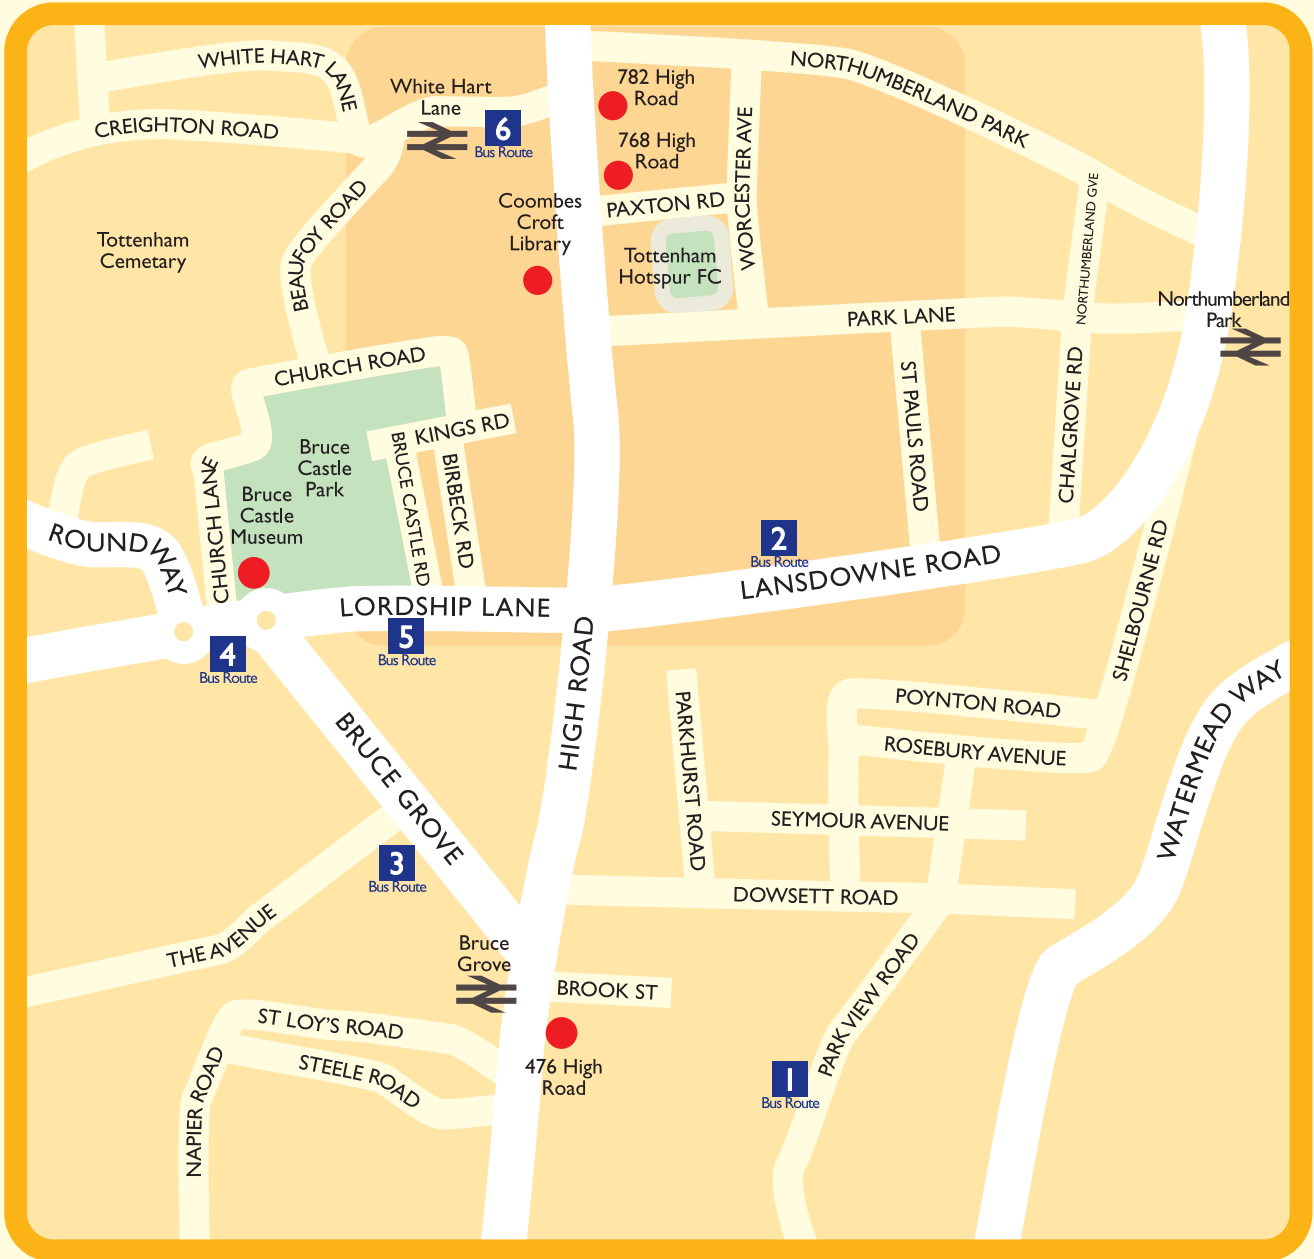 WHITE HART LANE
CREIGHTON ROAD
White Hart
Lane
6
Bus Route
782 High
Road
768 High
Road
NORTHUMBERLAND PARK
WORCESTER AVE
PAXTON RD
NORTHUMBERLAND GVE
BEAUFOY ROAD
Coombes
Croft
Library
Tottenham
Cemetary
Tottenham
Hotspur FC
Northumberland
Park
PARK LANE
CHURCH ROAD
ST PAULS ROAD
CHALGROVE RD
KINGS RD
BRUCE CASTLE RD
BIRBECK RD
Bruce
Castle
Park
Bruce
Castle
Museum
CHURCH LANE
ROUNDWAY
2
Bus Route
LANSDOWNE ROAD
SHELBOURNE RD
LORDSHIP LANE
5
Bus Route
4
Bus Route
HIGH ROAD
WATERMEAD WAY
PARKHURST ROAD
POYNTON ROAD
ROSEBURY AVENUE
BRUCE GROVE
SEYMOUR AVENUE
3
Bus Route
DOWSETT ROAD
THE AVENUE
Bruce
Grove
BROOK ST
PARK VIEW ROAD
ST LOY'S ROAD
STEELE ROAD
NAPIER ROAD
476 High
Road
1
Bus Route